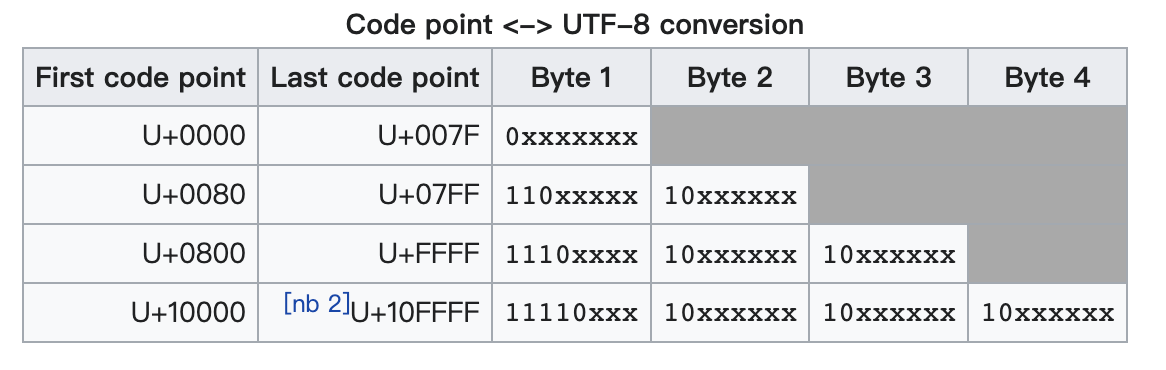 Code point <-> UTF-8 conversion
First code point Last code point Byte 1 Byte 2 Byte 3 Byte 4
U+0000 U+007F 0xxxxxxx
U+0080 U+07FF 110xxxxx 10xxxxxx
U+0800 U+FFFF 1110xxxx 10xxxxxx 10xxxxxx
U+10000 [nb 2]U+10FFFF 11110xxx 10xxxxxx 10xxxxxx 10xxxxxx